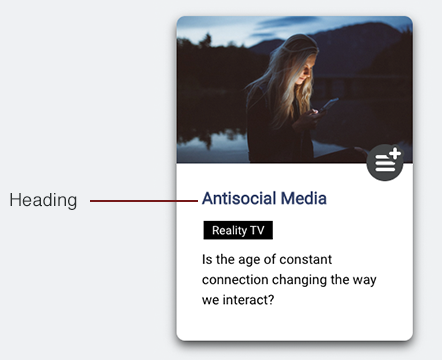 Heading
Antisocial Media
Reality TV
Is the age of constant
connection changing the way
we interact?